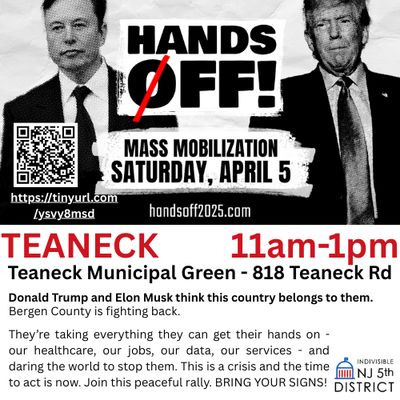 HANDS
OFF!
MASS MOBILIZATION
SATURDAY, APRIL 5
https://tinyurl.com
/ysvy8msd
handsoff2025.com
TEANECK 11am-1pm
Teaneck Municipal Green - 818 Teaneck Rd
Donald Trump and Elon Musk think this country belongs to them.
Bergen County is fighting back.
They're taking everything they can get their hands on -
our healthcare, our jobs, our data, our services - and
daring the world to stop them. This is a crisis and the time
to act is now. Join this peaceful rally. BRING YOUR SIGNS!
INDIVISIBLE
NJ 5th
DISTRICT